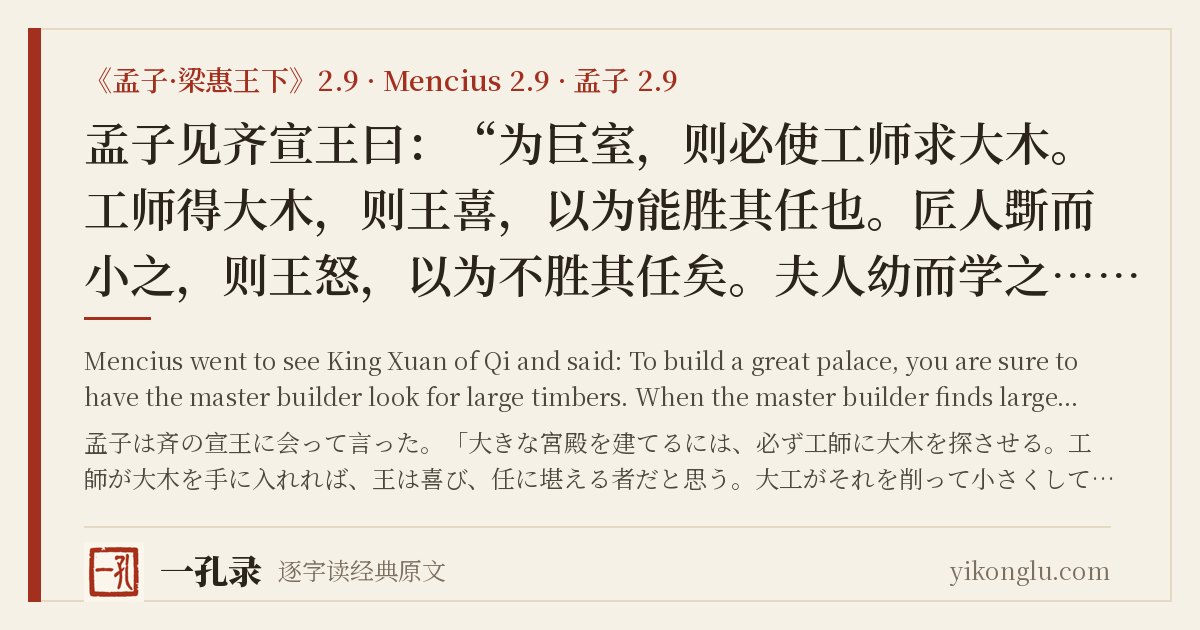 《孟子·梁惠王下》2.9 · Mencius 2.9 · 孟子 2.9
孟子见齐宣王曰：“为巨室，则必使工师求大木。
工师得大木，则王喜，以为能胜其任也。匠人斲而
小之，则王怒，以为不胜其任矣。夫人幼而学之……
Mencius went to see King Xuan of Qi and said: To build a great palace, you are sure to
have the master builder look for large timbers. When the master builder finds large...
孟子は斉の宣王に会って言った。「大きな宮殿を建てるには、必ず工師に大木を探させる。工
師が大木を手に入れれば、王は喜び、任に堪える者だと思う。大工がそれを削って小さくして…
一孔
一孔录 逐字读经典原文
yikonglu.com